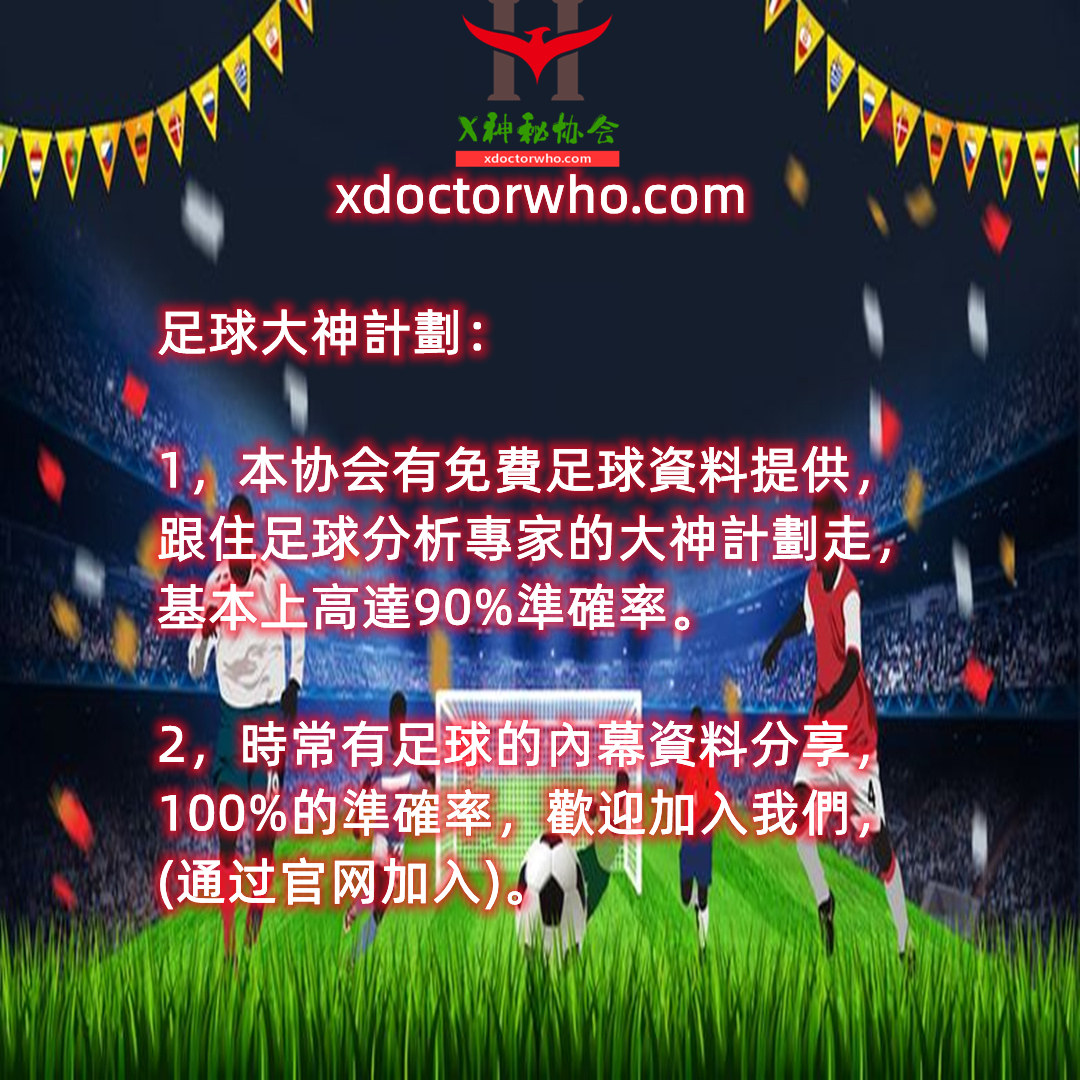 X神秘协会
xdoctorwho.com
xdoctorwho.com
足球大神計劃：
1，本协会有免費足球資料提供，
跟住足球分析專家的大神計劃走，
基本上高達90%準確率。
2，時常有足球的內幕資料分享，
100%的準確率，歡迎加入我們，
(通过官网加入)。
4